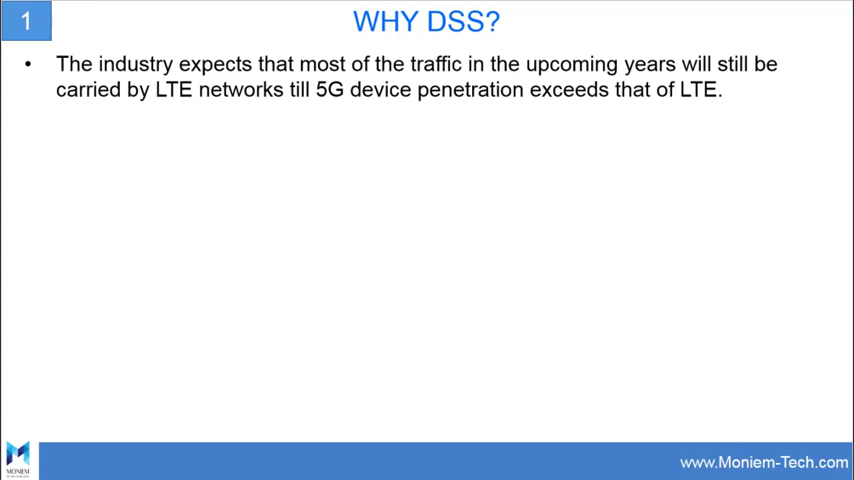 1
WHY DSS?
• The industry expects that most of the traffic in the upcoming years will still be
carried by LTE networks till 5G device penetration exceeds that of LTE.
MONIEM
www.Moniem-Tech.com